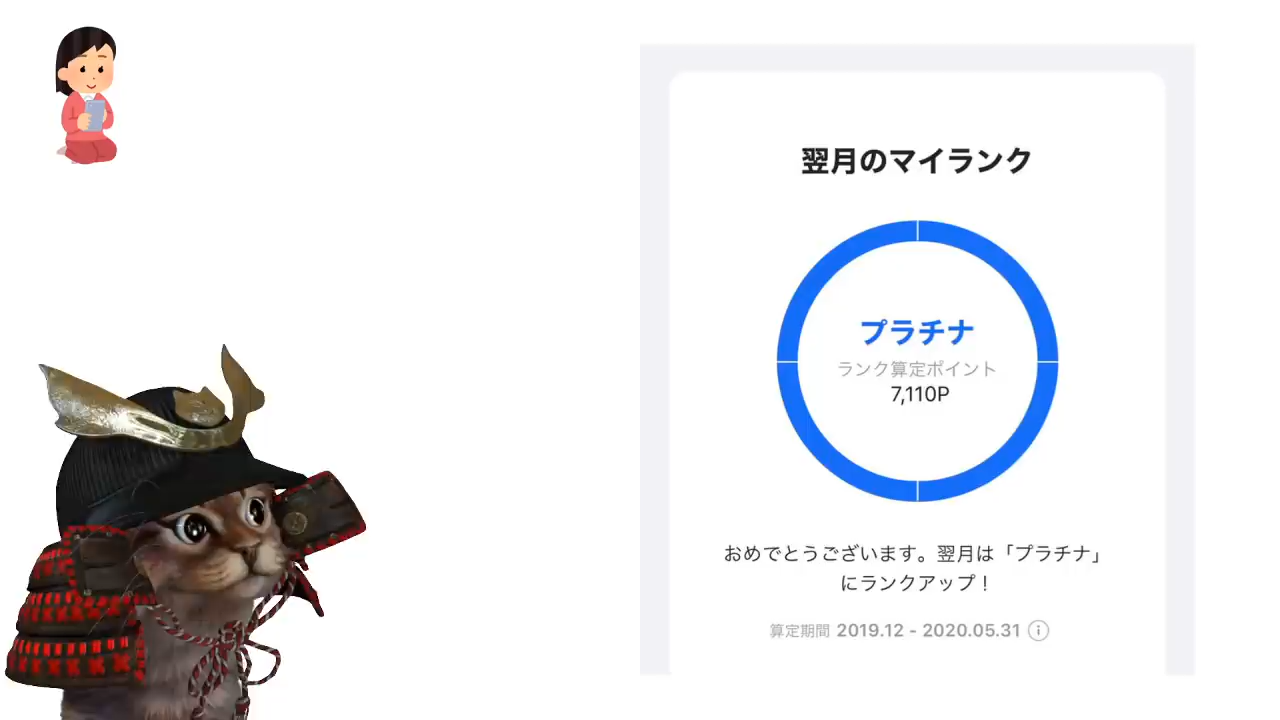 翌月のマイランク
プラチナ
ランク算定ポイント
7,110P
おめでとうございます。翌月は「プラチナ」
にランクアップ！
算定期間 2019.12 - 2020.05.31